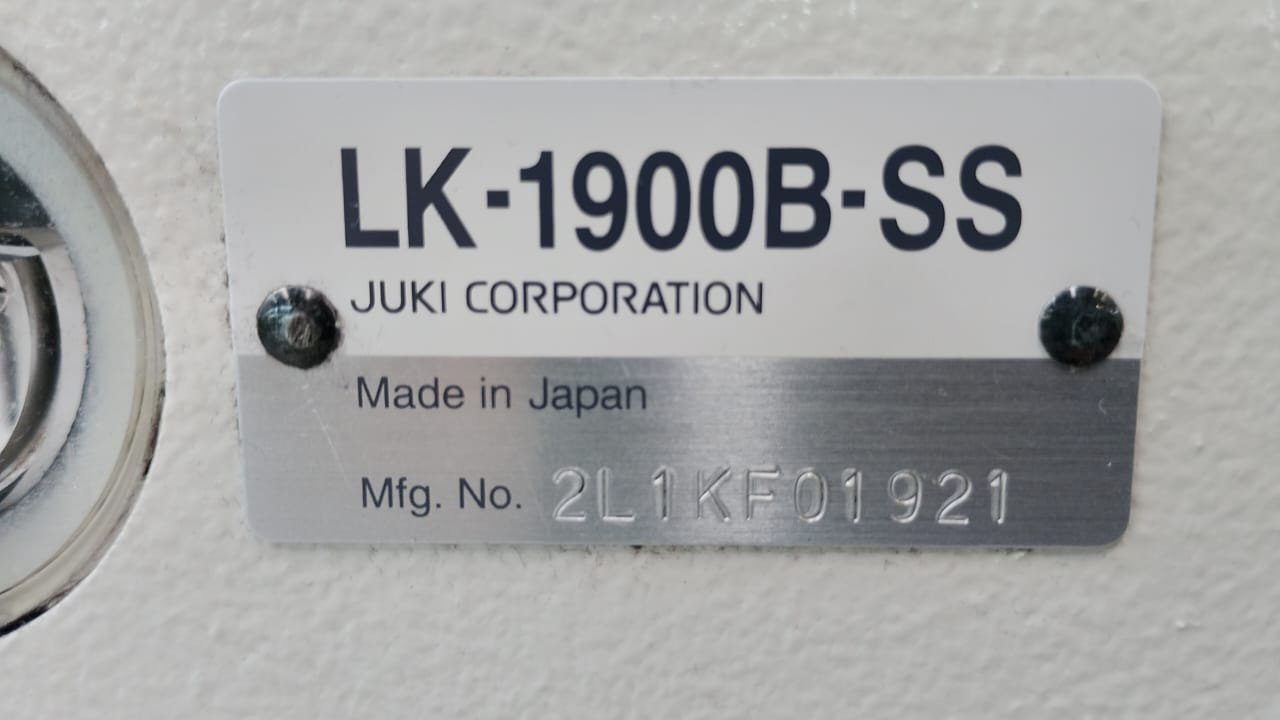 LK-1900B-SS
JUKI CORPORATION
Made in Japan
Mfg. No. 2L1KF01921